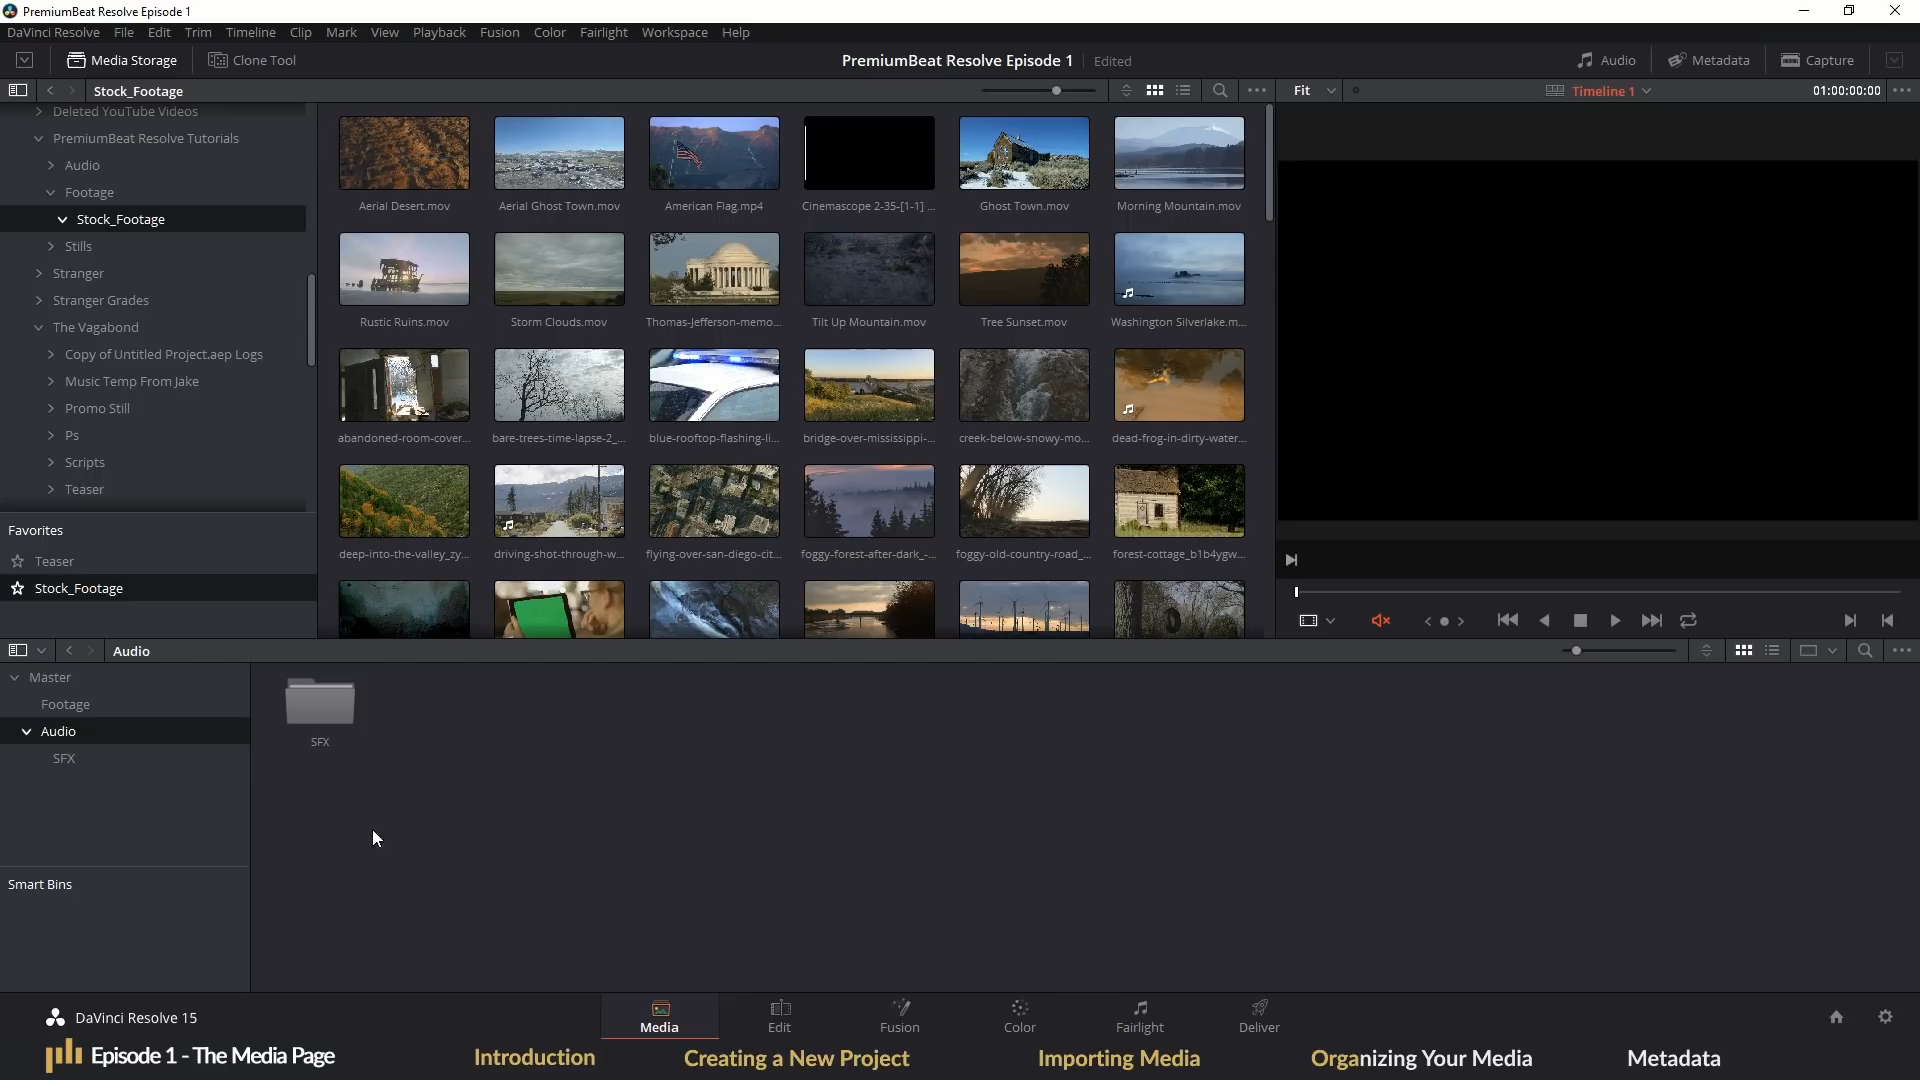 PremiumBeat Resolve Episode 1
DaVinci Resolve File Edit Trim Timeline Clip Mark View Playback Fusion Color Fairlight Workspace Help
Media Storage Clone Tool PremiumBeat Resolve Episode 1 Edited Audio Metadata Capture
Stock_Footage Fit Timeline 1 01:00:00:00
Deleted YouTube Videos
PremiumBeat Resolve Tutorials
Audio
Footage
Stock_Footage
Stills
Stranger
Stranger Grades
The Vagabond
Copy of Untitled Project.aep Logs
Music Temp From Jake
Promo Still
Ps
Scripts
Teaser
Favorites
Teaser
Stock_Footage
Aerial Desert.mov Aerial Ghost Town.mov American Flag.mp4 Cinemascope 2-35-[1-1] ... Ghost Town.mov Morning Mountain.mov
Rustic Ruins.mov Storm Clouds.mov Thomas-Jefferson-memo... Tilt Up Mountain.mov Tree Sunset.mov Washington Silverlake.m...
abandoned-room-cover... bare-trees-time-lapse-2_... blue-rooftop-flashing-li... bridge-over-mississippi-... creek-below-snowy-mo... dead-frog-in-dirty-water...
deep-into-the-valley_zy... driving-shot-through-w... flying-over-san-diego-cit... foggy-forest-after-dark_-... foggy-old-country-road_... forest-cottage_b1b4ygw...
Audio
Master
Footage
Audio
SFX
SFX
Smart Bins
DaVinci Resolve 15 Media Edit Fusion Color Fairlight Deliver
Episode 1 - The Media Page Introduction Creating a New Project Importing Media Organizing Your Media Metadata